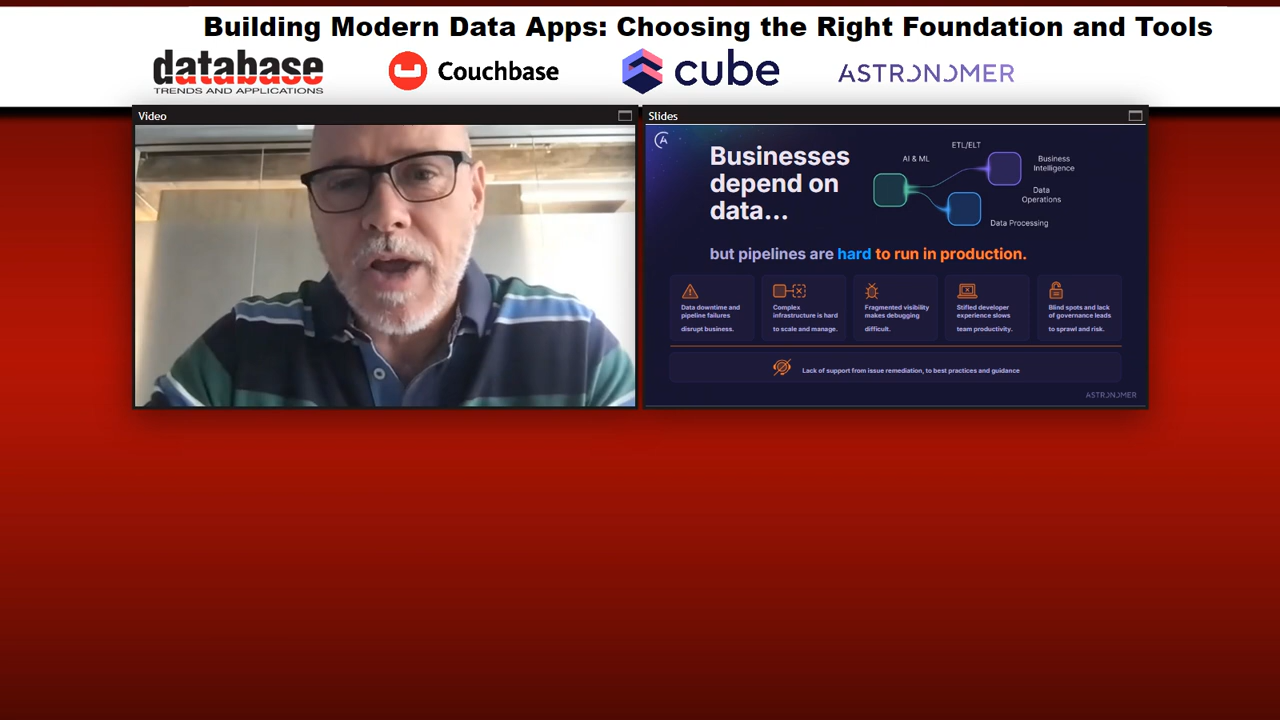 Building Modern Data Apps: Choosing the Right Foundation and Tools
database
TRENDS AND APPLICATIONS
Couchbase
cube
ASTRONOMER
Video
Slides
A
Businesses
depend on
data...
AI & ML
ETL/ELT
Business
Intelligence
Data
Operations
Data Processing
but pipelines are hard to run in production.
Data downtime and
pipeline failures
disrupt business.
Complex
infrastructure is hard
to scale and manage.
Fragmented visibility
makes debugging
difficult.
Stifled developer
experience slows
team productivity.
Blind spots and lack
of governance leads
to sprawl and risk.
Lack of support from issue remediation, to best practices and guidance
ASTRONOMER